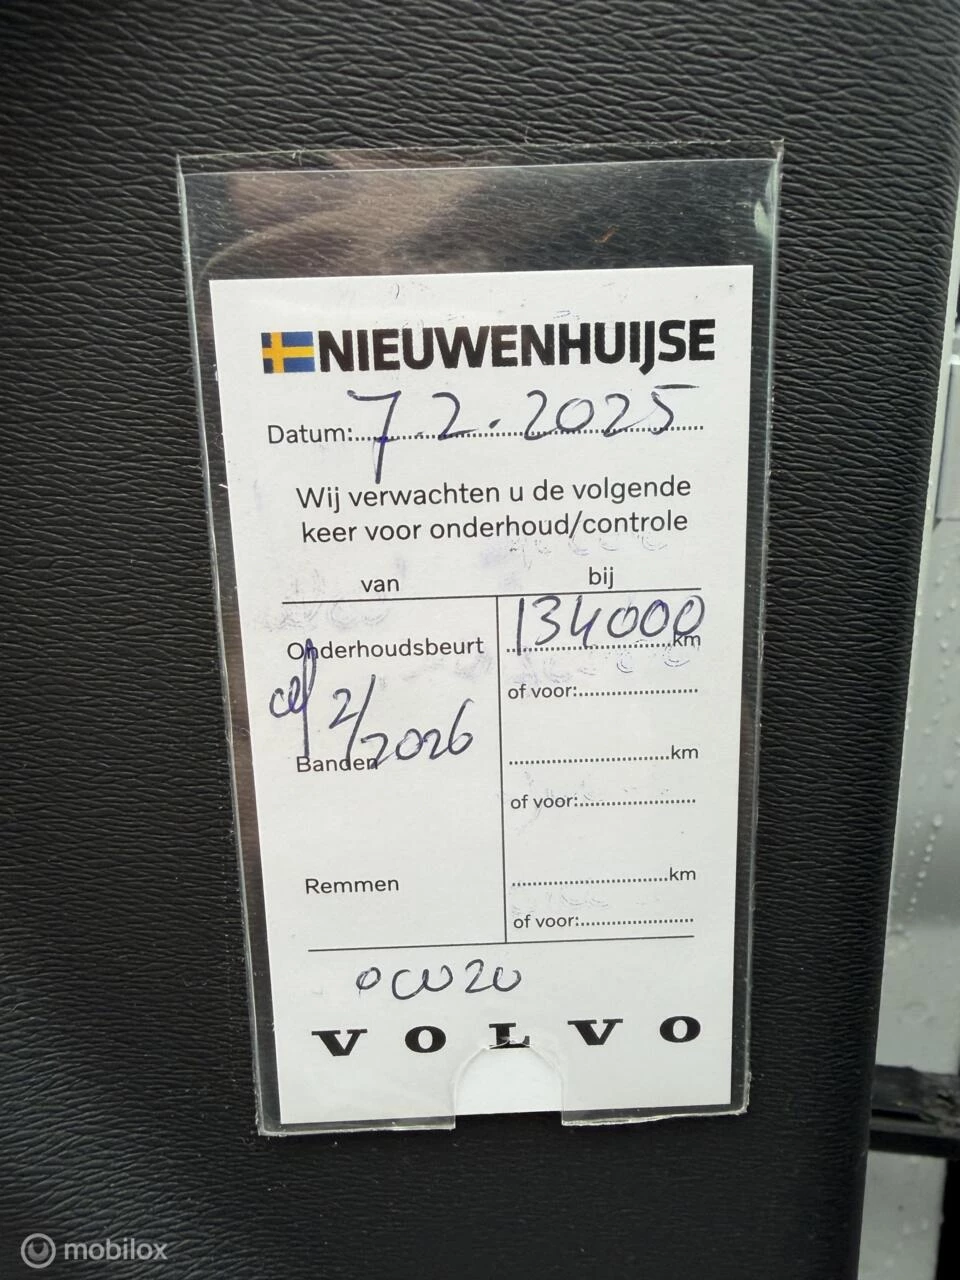 NIEUWENHUIJSE
Datum: 7.2.2025
Wij verwachten u de volgende
keer voor onderhoud/controle
van bij
Onderhoudsbeurt 134000 km
of voor:
of 2/2026
Banden km
of voor:
Remmen km
of voor:
0W20
VOLVO
mobilox